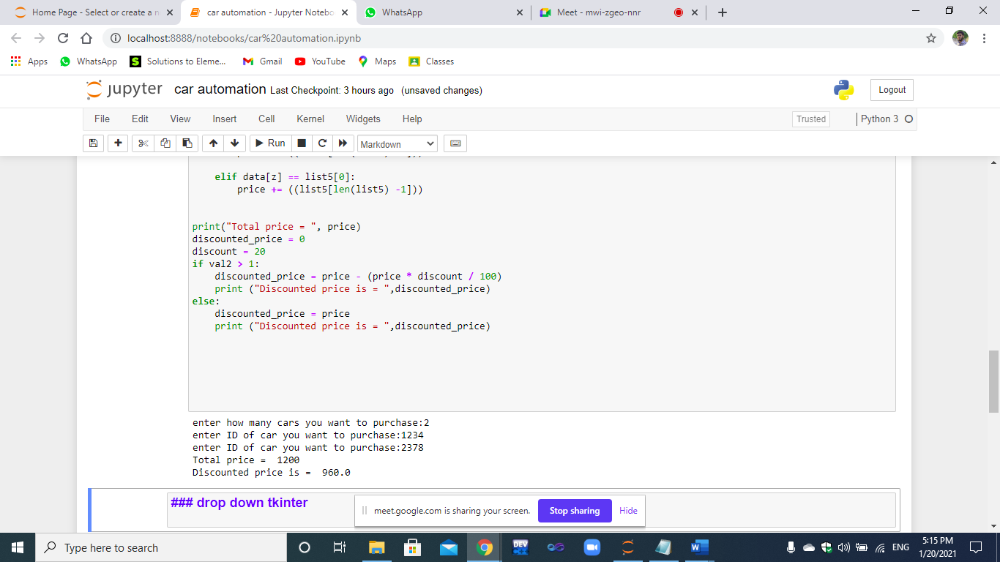 Home Page - Select or create a n
car automation - Jupyter Notebo
WhatsApp
Meet - mwi-zgeo-nnr
localhost:8888/notebooks/car%20automation.ipynb
Apps
WhatsApp
Solutions to Eleme...
Gmail
YouTube
Maps
Classes
jupyter car automation Last Checkpoint: 3 hours ago (unsaved changes)
Logout
File Edit View Insert Cell Kernel Widgets Help
Trusted
Python 3
Run
Markdown
elif data[z] == list5[0]:
price += ((list5[len(list5) -1]))
print("Total price = ", price)
discounted_price = 0
discount = 20
if val2 > 1:
discounted_price = price - (price * discount / 100)
print ("Discounted price is = ",discounted_price)
else:
discounted_price = price
print ("Discounted price is = ",discounted_price)
enter how many cars you want to purchase:2
enter ID of car you want to purchase:1234
enter ID of car you want to purchase:2378
Total price =  1200
Discounted price is =  960.0
### drop down tkinter
meet.google.com is sharing your screen.
Stop sharing
Hide
Type here to search
DEV
ENG
5:15 PM
1/20/2021